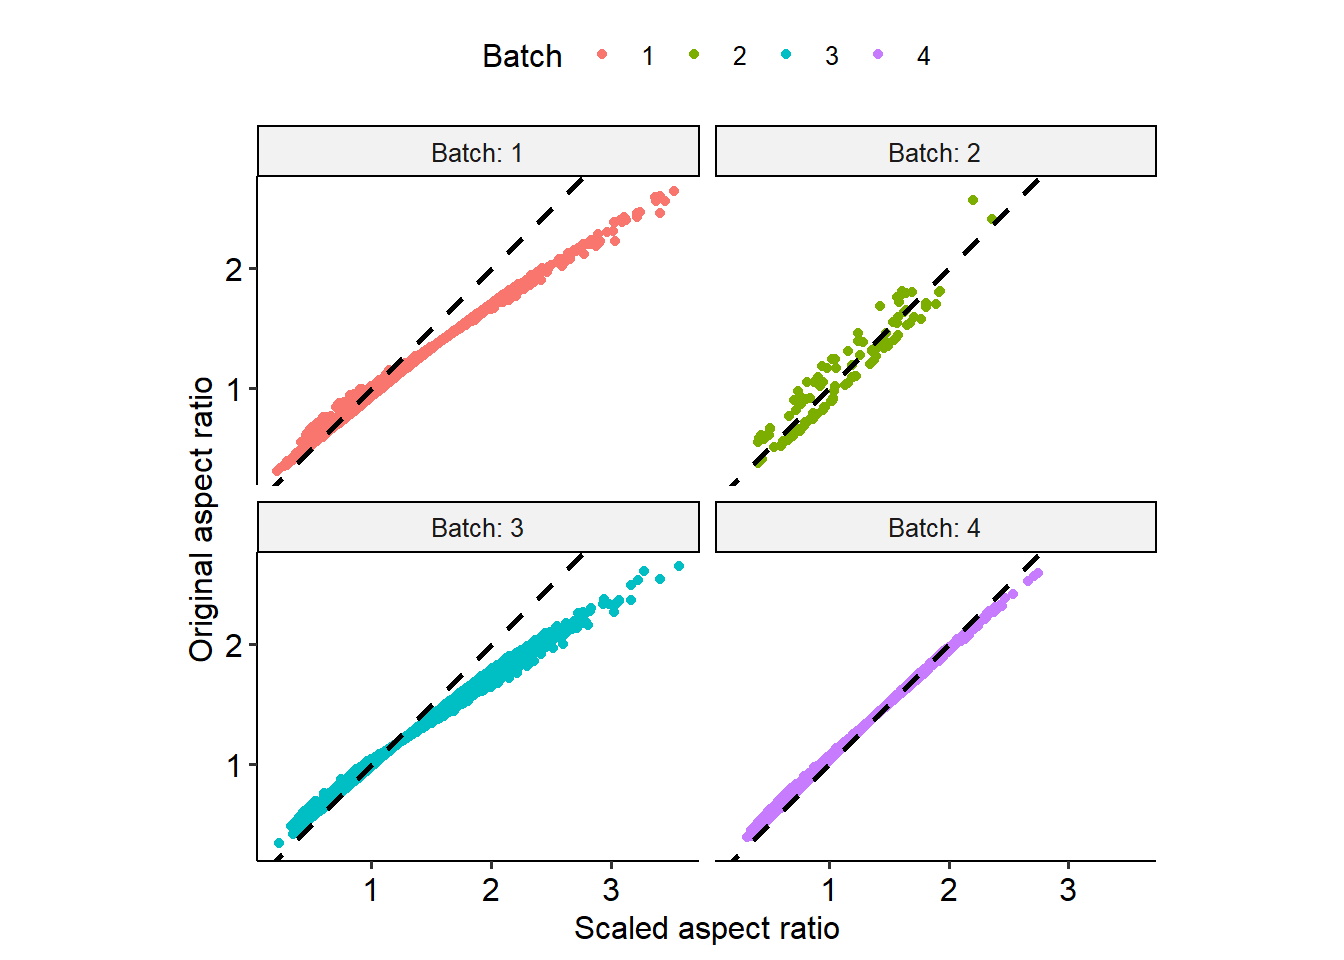 Batch 1 2 3 4
Batch: 1 Batch: 2
2
1
Batch: 3 Batch: 4
2
1
Original aspect ratio
1 2 3 1 2 3
Scaled aspect ratio